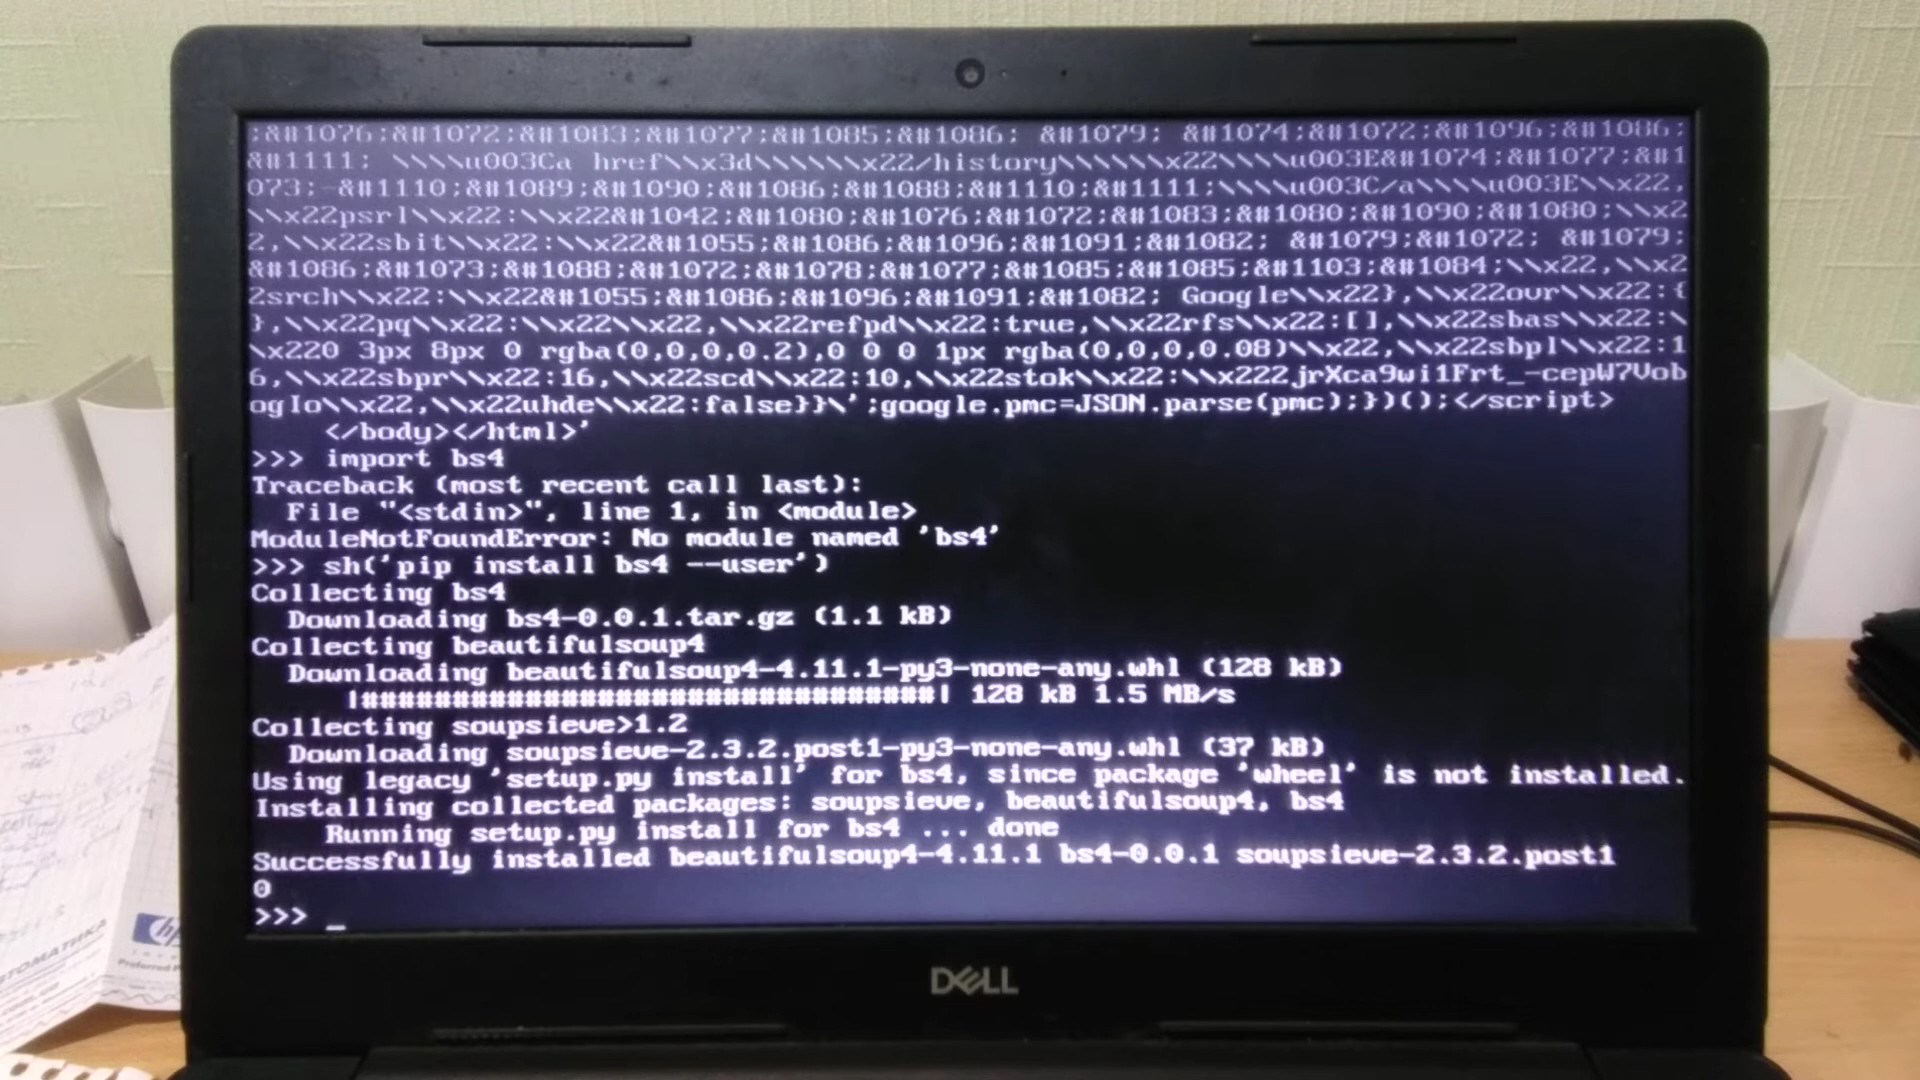 ;&#1076;&#1072;&#1083;&#1077;&#1085;&#1086; &#1079; &#1074;&#1072;&#1096;&#1086;
&#1111; \\\\u003Ca href\\x3d\\\\\\x22/history\\\\\\x22\\\\u003E&#1074;&#1077;&#1
073;-&#1110;&#1089;&#1090;&#1086;&#1088;&#1110;&#1111;\\\\u003C/a\\\\u003E\\x22,
\\x22psrl\\x22:\\x22&#1042;&#1080;&#1076;&#1072;&#1083;&#1080;&#1090;&#1080;\\x2
2,\\x22sbit\\x22:\\x22&#1055;&#1086;&#1096;&#1091;&#1082; &#1079;&#1072; &#1079;
&#1086;&#1073;&#1088;&#1072;&#1078;&#1077;&#1085;&#1085;&#1103;&#1084;\\x22,\\x2
2srch\\x22:\\x22&#1055;&#1086;&#1096;&#1091;&#1082; Google\\x22},\\x22ovr\\x22:{
},\\x22pq\\x22:\\x22\\x22,\\x22refpd\\x22:true,\\x22rfs\\x22:[],\\x22sbas\\x22:\
\x220 3px 8px 0 rgba(0,0,0,0.2),0 0 0 1px rgba(0,0,0,0.08)\\x22,\\x22sbpl\\x22:1
6,\\x22sbpr\\x22:16,\\x22scd\\x22:10,\\x22stok\\x22:\\x222jrXca9wi1Frt_-cepW7Vob
ogIo\\x22,\\x22uhde\\x22:false}}\';google.pmc=JSON.parse(pmc);})();</script>
</body></html>'
>>> import bs4
Traceback (most recent call last):
File "<stdin>", line 1, in <module>
ModuleNotFoundError: No module named 'bs4'
>>> sh('pip install bs4 --user')
Collecting bs4
Downloading bs4-0.0.1.tar.gz (1.1 kB)
Collecting beautifulsoup4
Downloading beautifulsoup4-4.11.1-py3-none-any.whl (128 kB)
|################################| 128 kB 1.5 MB/s
Collecting soupsieve>1.2
Downloading soupsieve-2.3.2.post1-py3-none-any.whl (37 kB)
Using legacy 'setup.py install' for bs4, since package 'wheel' is not installed.
Installing collected packages: soupsieve, beautifulsoup4, bs4
Running setup.py install for bs4 ... done
Successfully installed beautifulsoup4-4.11.1 bs4-0.0.1 soupsieve-2.3.2.post1
0
>>> _
DELL
hp
Preferred